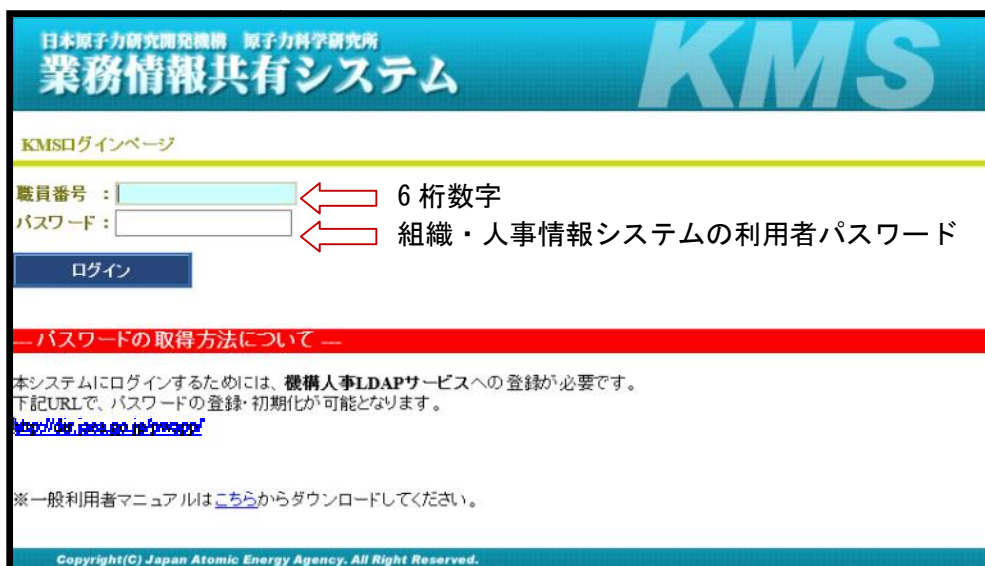 日本原子力研究開発機構 原子力科学研究所
業務情報共有システム
KMS
KMSログインページ
職員番号 :
6 桁数字
パスワード:
組織・人事情報システムの利用者パスワード
ログイン
― パスワードの取得方法について ―
本システムにログインするためには、機構人事LDAPサービスへの登録が必要です。
下記URLで、パスワードの登録・初期化が可能となります。
※一般利用者マニュアルはこちらからダウンロードしてください。
Copyright(C) Japan Atomic Energy Agency. All Right Reserved.